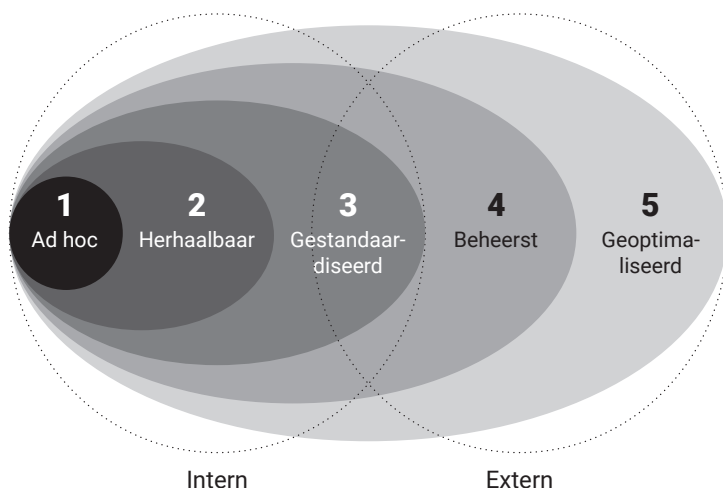 1
Ad hoc
2
Herhaalbaar
3
Gestandaar-
diseerd
4
Beheerst
5
Geoptima-
liseerd
Intern
Extern